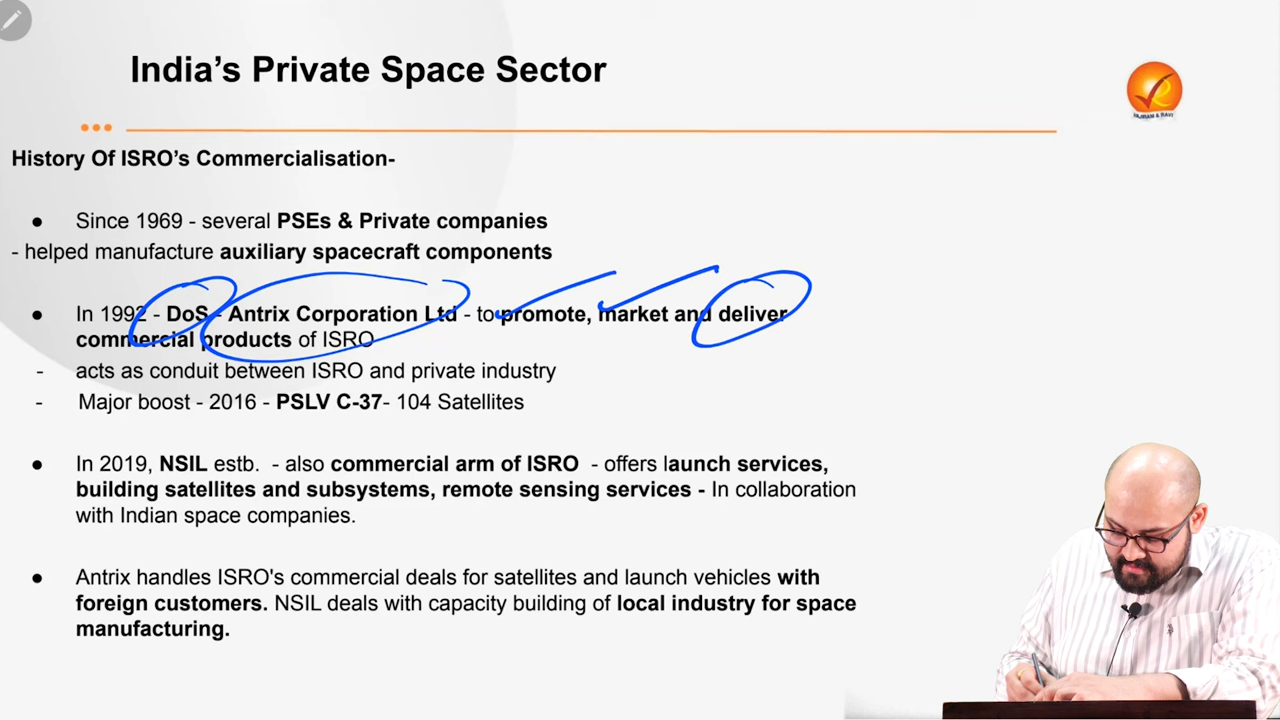 India's Private Space Sector
VAJIRAM & RAVI
History Of ISRO's Commercialisation-
● Since 1969 - several PSEs & Private companies
- helped manufacture auxiliary spacecraft components
● In 1992 - DoS - Antrix Corporation Ltd - to promote, market and deliver
commercial products of ISRO
- acts as conduit between ISRO and private industry
- Major boost - 2016 - PSLV C-37- 104 Satellites
● In 2019, NSIL estb. - also commercial arm of ISRO - offers launch services,
building satellites and subsystems, remote sensing services - In collaboration
with Indian space companies.
● Antrix handles ISRO's commercial deals for satellites and launch vehicles with
foreign customers. NSIL deals with capacity building of local industry for space
manufacturing.